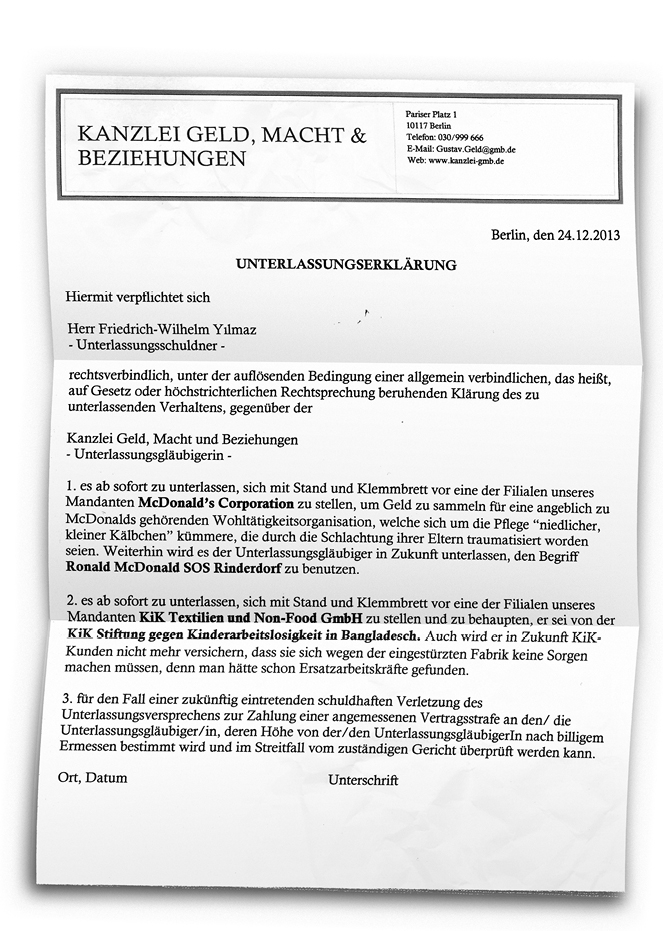 KANZLEI GELD, MACHT &
BEZIEHUNGEN
Pariser Platz 1
10117 Berlin
Telefon: 030/999 666
E-Mail: Gustav.Geld@gmb.de
Web: www.kanzlei-gmb.de
Berlin, den 24.12.2013
UNTERLASSUNGSERKLÄRUNG
Hiermit verpflichtet sich
Herr Friedrich-Wilhelm Yılmaz
- Unterlassungsschuldner -
rechtsverbindlich, unter der auflösenden Bedingung einer allgemein verbindlichen, das heißt,
auf Gesetz oder höchstrichterlichen Rechtsprechung beruhenden Klärung des zu
unterlassenden Verhaltens, gegenüber der
Kanzlei Geld, Macht und Beziehungen
- Unterlassungsgläubigerin -
1. es ab sofort zu unterlassen, sich mit Stand und Klemmbrett vor eine der Filialen unseres
Mandanten McDonald's Corporation zu stellen, um Geld zu sammeln für eine angeblich zu
McDonalds gehörenden Wohltätigkeitsorganisation, welche sich um die Pflege “niedlicher,
kleiner Kälbchen” kümmere, die durch die Schlachtung ihrer Eltern traumatisiert worden
seien. Weiterhin wird es der Unterlassungsgläubiger in Zukunft unterlassen, den Begriff
Ronald McDonald SOS Rinderdorf zu benutzen.
2. es ab sofort zu unterlassen, sich mit Stand und Klemmbrett vor eine der Filialen unseres
Mandanten KiK Textilien und Non-Food GmbH zu stellen und zu behaupten, er sei von der
KiK Stiftung gegen Kinderarbeitslosigkeit in Bangladesch. Auch wird er in Zukunft KiK-
Kunden nicht mehr versichern, dass sie sich wegen der eingestürzten Fabrik keine Sorgen
machen müssen, denn man hätte schon Ersatzarbeitskräfte gefunden.
3. für den Fall einer zukünftig eintretenden schuldhaften Verletzung des
Unterlassungsversprechens zur Zahlung einer angemessenen Vertragsstrafe an den/ die
Unterlassungsgläubiger/in, deren Höhe von der/den UnterlassungsgläubigerIn nach billigem
Ermessen bestimmt wird und im Streitfall vom zuständigen Gericht überprüft werden kann.
Ort, Datum
Unterschrift